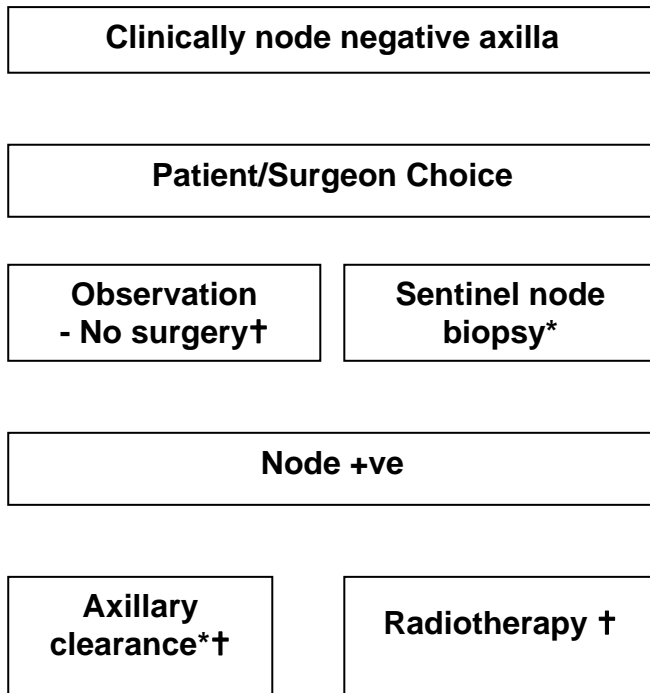 Clinically node negative axilla
Patient/Surgeon Choice
Observation
- No surgery†
Sentinel node
biopsy*
Node +ve
Axillary
clearance*†
Radiotherapy †